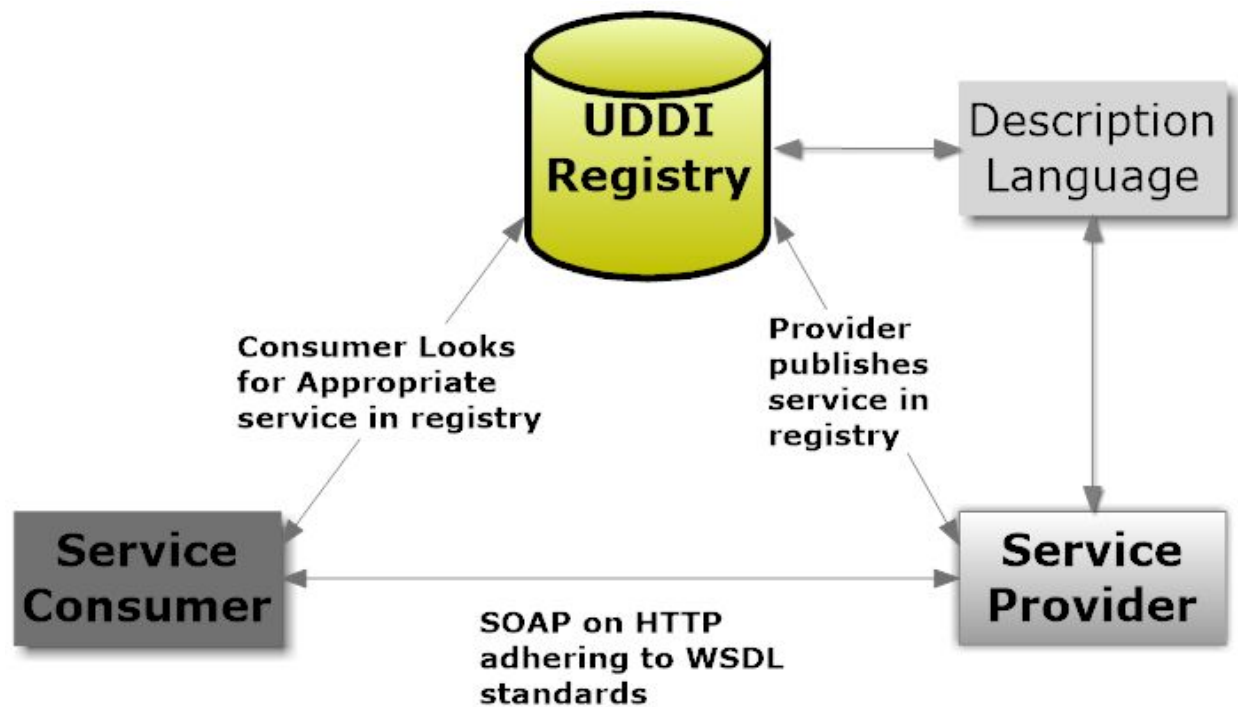 UDDI
Registry
Description
Language
Consumer Looks
for Appropriate
service in registry
Provider
publishes
service in
registry
Service
Consumer
Service
Provider
SOAP on HTTP
adhering to WSDL
standards